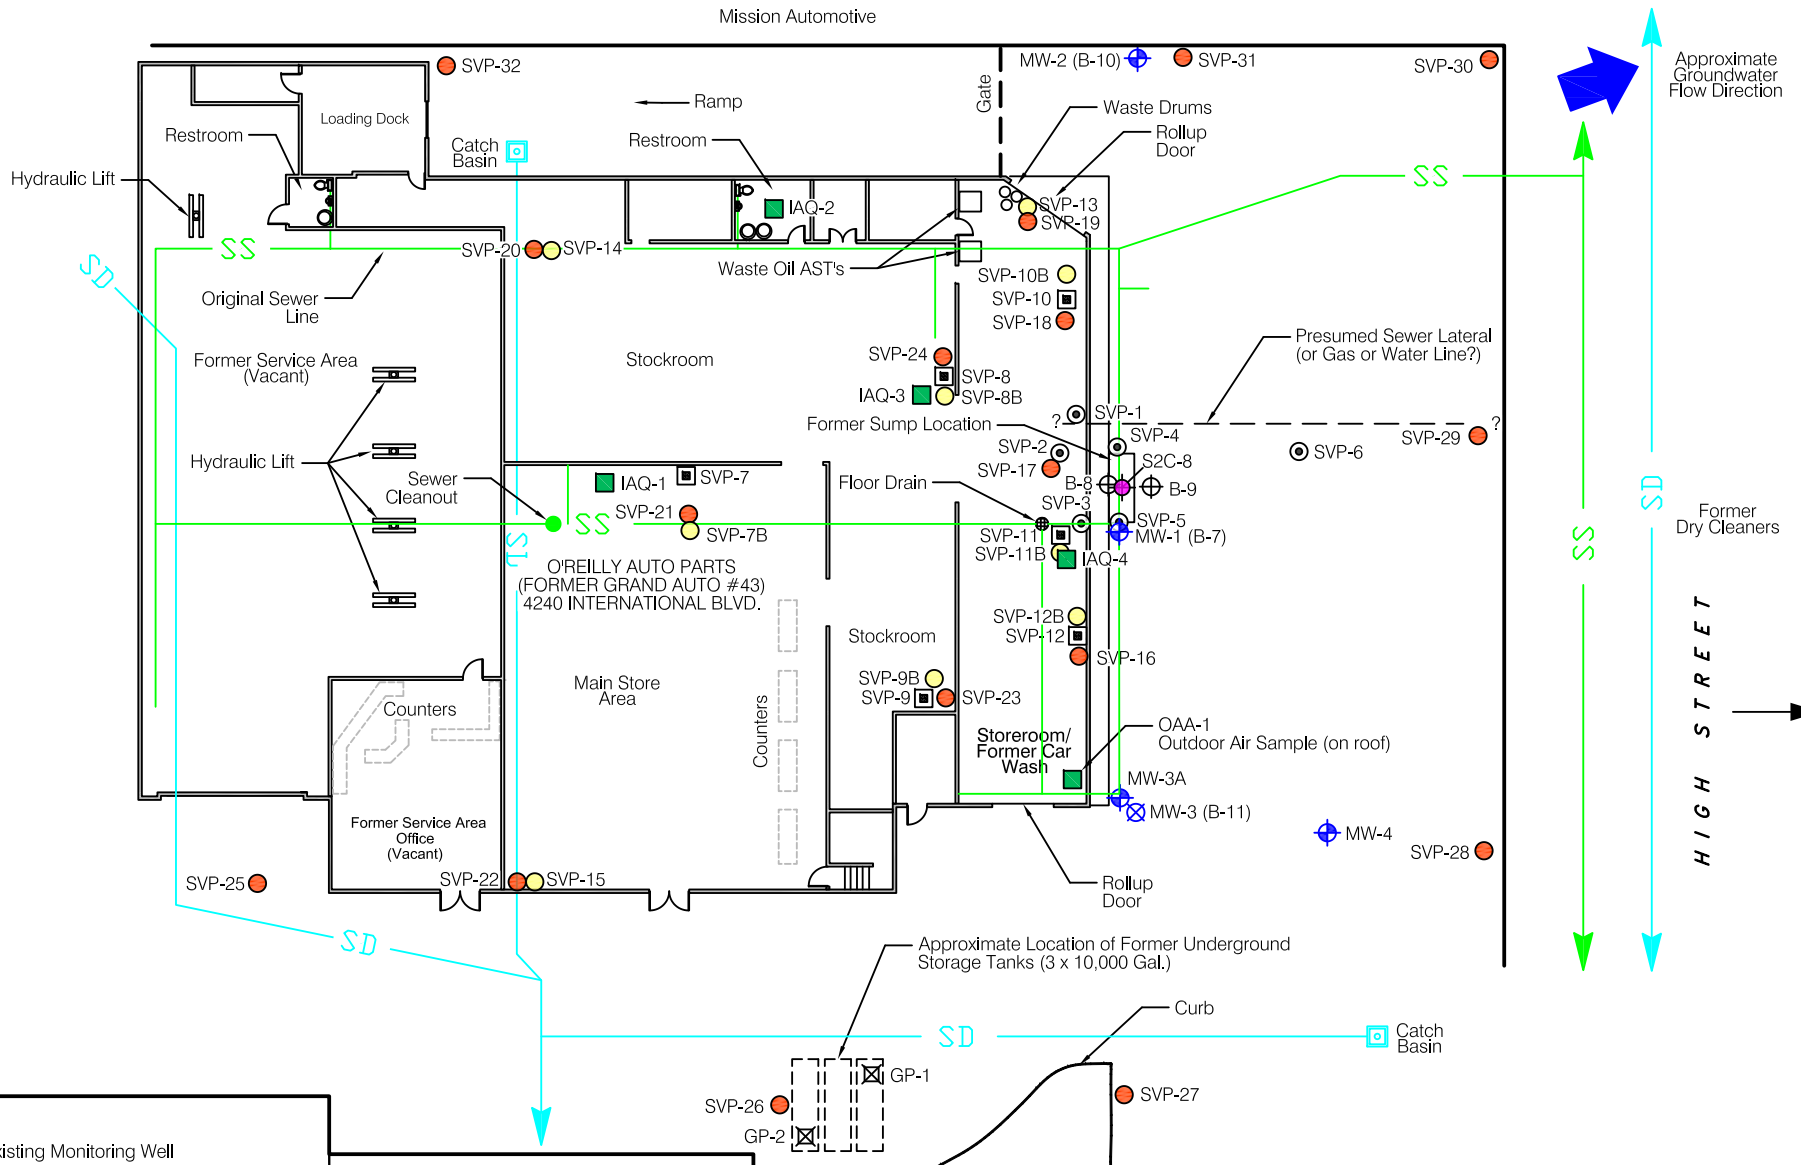 Mission Automotive
SVP-32
MW-2 (B-10)
SVP-31
SVP-30
Approximate
Groundwater
Flow Direction
Gate
Ramp
Waste Drums
Loading Dock
Restroom
Catch
Basin
Restroom
Rollup
Door
Hydraulic Lift
SS
IAQ-2
SVP-13
SVP-19
SS
SVP-20
SVP-14
SD
Waste Oil AST's
SVP-10B
SVP-10
SVP-18
Original Sewer
Line
Presumed Sewer Lateral
(or Gas or Water Line?)
Former Service Area
(Vacant)
Stockroom
SVP-24
SVP-8
IAQ-3
SVP-8B
SVP-1
?
?
Former Sump Location
SVP-4
SVP-29
SVP-2
SVP-6
Hydraulic Lift
Sewer
Cleanout
IAQ-1
SVP-7
SVP-17
S2C-8
Floor Drain
B-8
B-9
SD
SVP-3
SVP-21
SS
SVP-7B
SVP-5
SVP-11
MW-1 (B-7)
SVP-11B
IAQ-4
SD
SS
Former
Dry Cleaners
O'REILLY AUTO PARTS
(FORMER GRAND AUTO #43)
4240 INTERNATIONAL BLVD.
SVP-12B
SVP-12
SVP-16
Stockroom
HIGH STREET
Main Store
Area
SVP-9B
SVP-9
SVP-23
Counters
Counters
Storeroom/
Former Car
Wash
OAA-1
Outdoor Air Sample (on roof)
MW-3A
MW-3 (B-11)
MW-4
Former Service Area
Office
(Vacant)
SVP-28
SVP-25
SVP-22
SVP-15
Rollup
Door
SD
Approximate Location of Former Underground
Storage Tanks (3 x 10,000 Gal.)
Curb
SD
Catch
Basin
GP-1
SVP-26
SVP-27
GP-2
xisting Monitoring Well